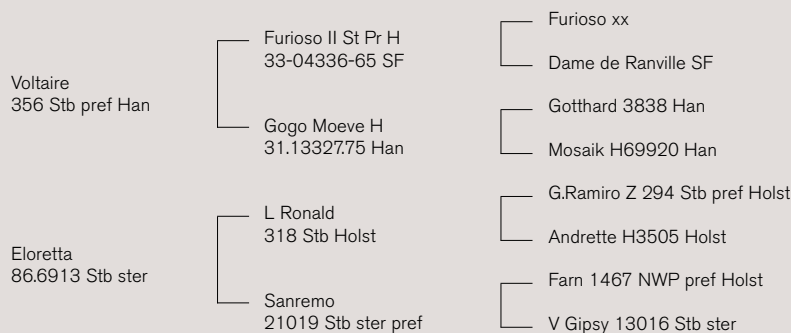 Voltaire
356 Stb pref Han
Eloretta
86.6913 Stb ster
Furioso II St Pr H
33-04336-65 SF
Gogo Moeve H
31.13327.75 Han
L Ronald
318 Stb Holst
Sanremo
21019 Stb ster pref
Furioso xx
Dame de Ranville SF
Gotthard 3838 Han
Mosaik H69920 Han
G.Ramiro Z 294 Stb pref Holst
Andrette H3505 Holst
Farn 1467 NWP pref Holst
V Gipsy 13016 Stb ster